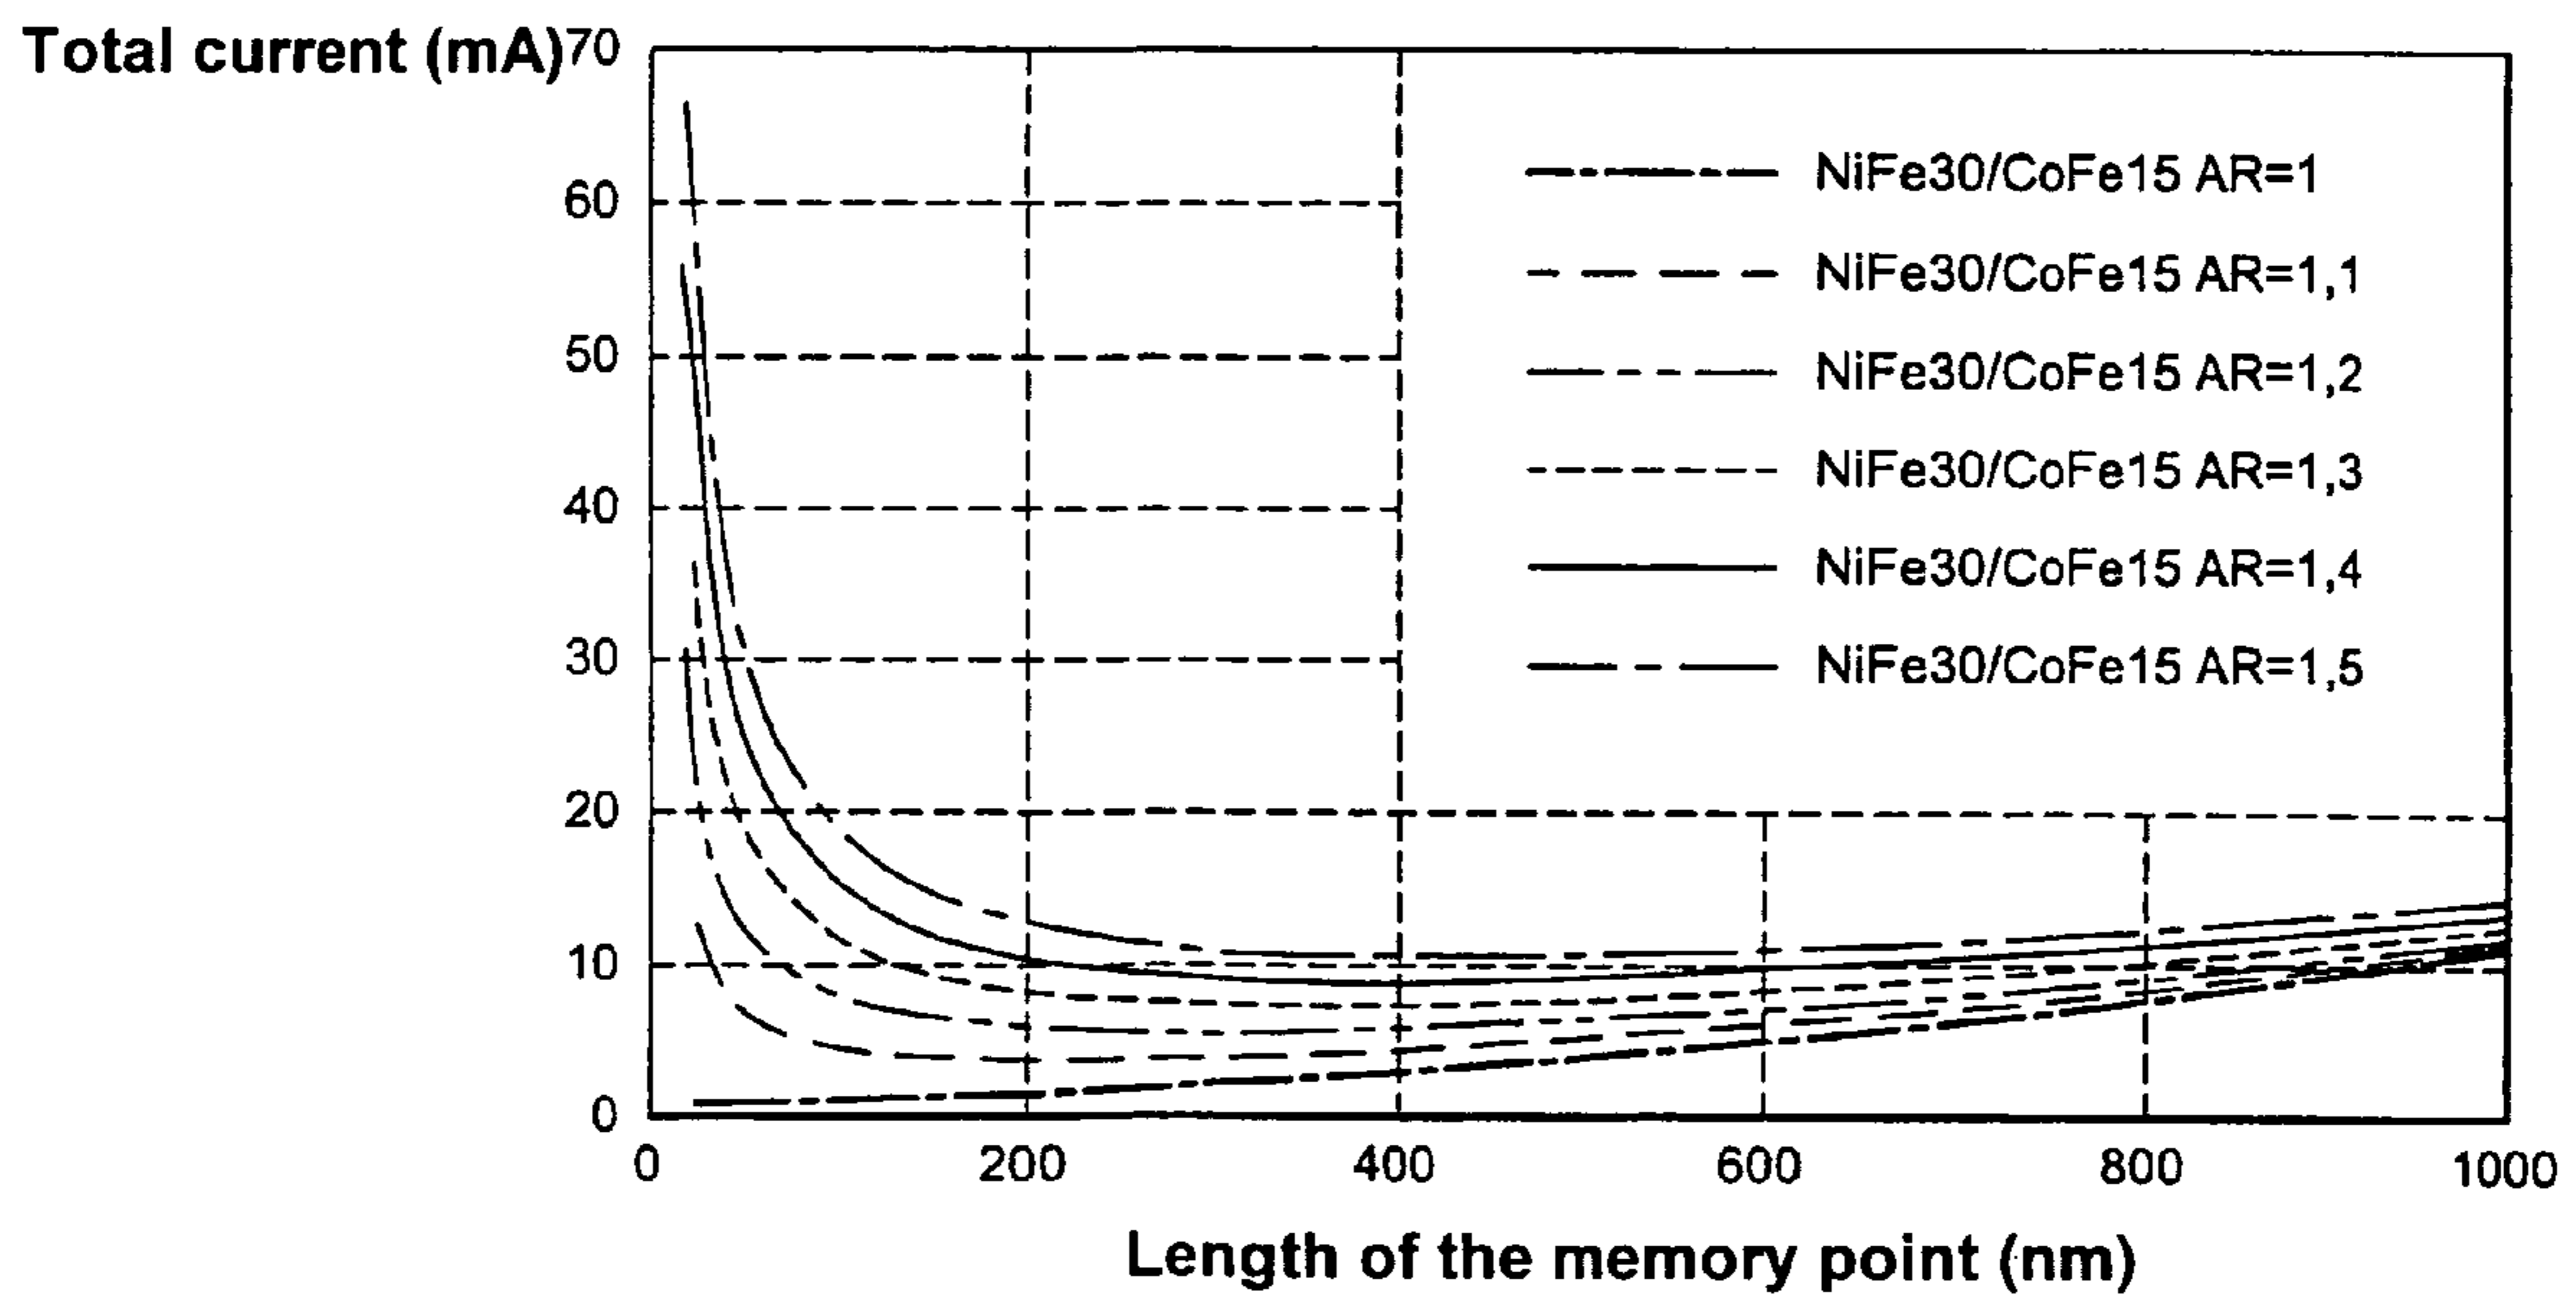 Total current (mA)
70
60
50
40
30
20
10
0
NiFe30/CoFe15 AR=1
NiFe30/CoFe15 AR=1,1
NiFe30/CoFe15 AR=1,2
NiFe30/CoFe15 AR=1,3
NiFe30/CoFe15 AR=1,4
NiFe30/CoFe15 AR=1,5
0 200 400 600 800 1000
Length of the memory point (nm)